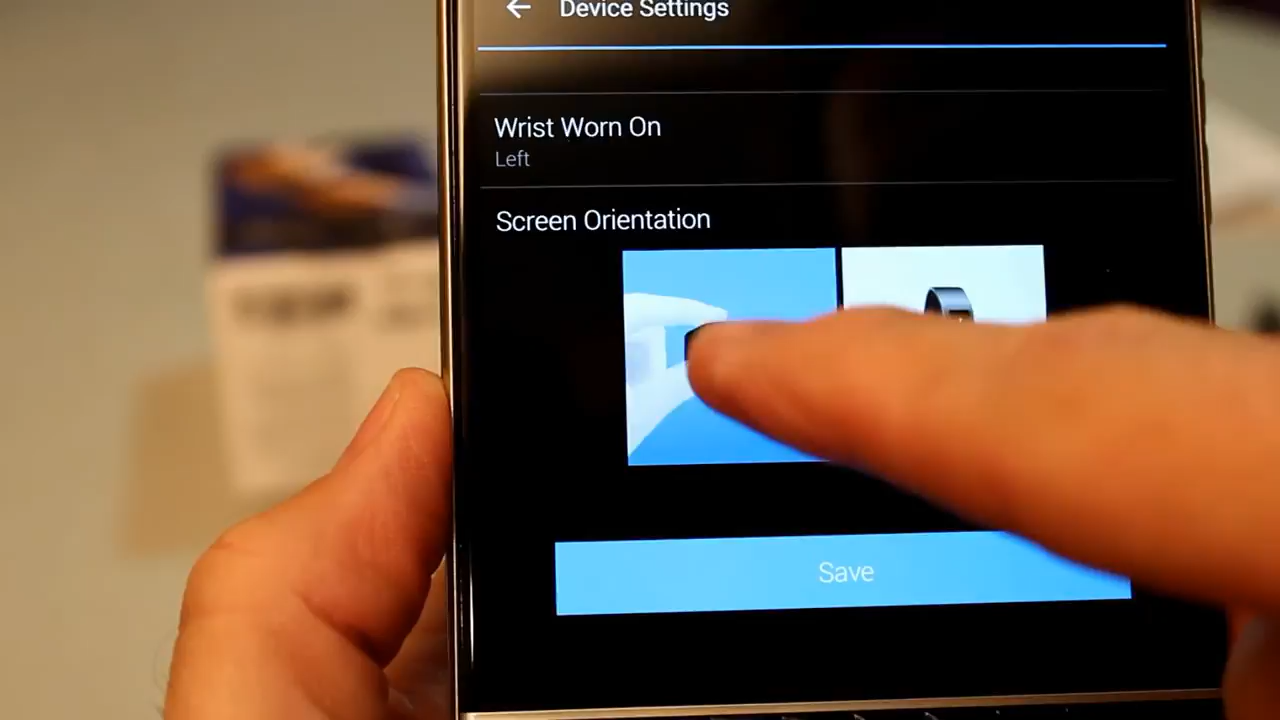 Device Settings
Wrist Worn On
Left
Screen Orientation
Save